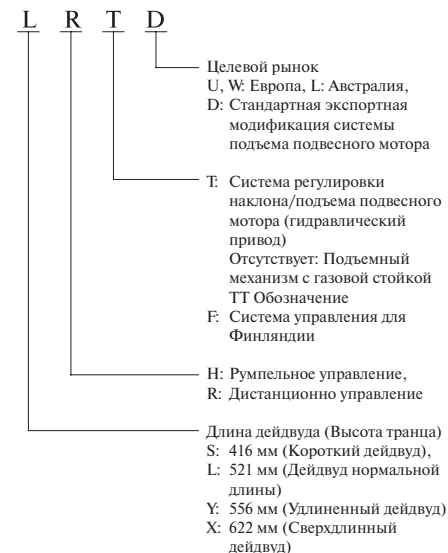 L R T D
Целевой рынок
U, W: Европа, L: Австралия,
D: Стандартная экспортная
модификация системы
подъема подвесного мотора
T: Система регулировки
наклона/подъема подвесного
мотора (гидравлический
привод)
Отсутствует: Подъемный
механизм с газовой стойкой
ТТ Обозначение
F: Система управления для
Финляндии
H: Румпельное управление,
R: Дистанционно управление
Длина дейдвуда (Высота транца)
S: 416 мм (Короткий дейдвуд),
L: 521 мм (Дейдвуд нормальной
длины)
Y: 556 мм (Удлиненный дейдвуд)
X: 622 мм (Сверхдлинный
дейдвуд)